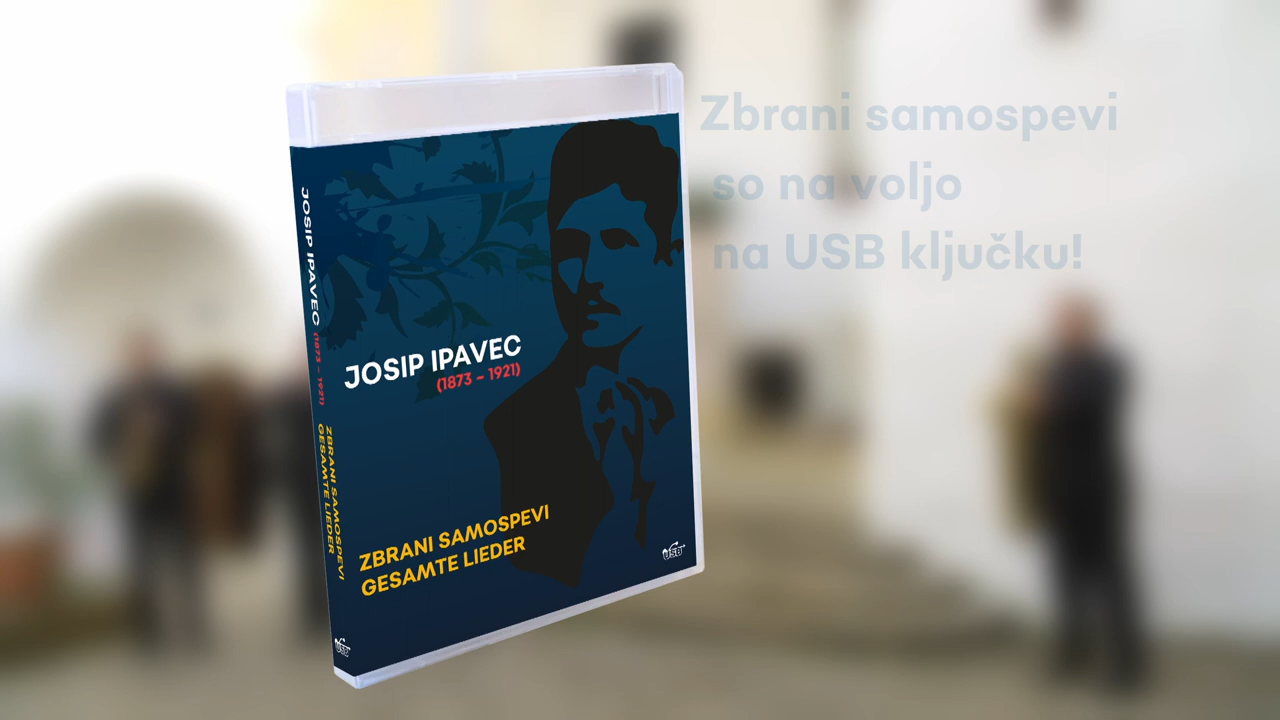 Zbrani samospevi
so na voljo
na USB ključku!
JOSIP IPAVEC
(1873 – 1921)
ZBRANI SAMOSPEVI
GESAMTE LIEDER
USB
JOSIP IPAVEC (1873 – 1921)
ZBRANI SAMOSPEVI
GESAMTE LIEDER
USB